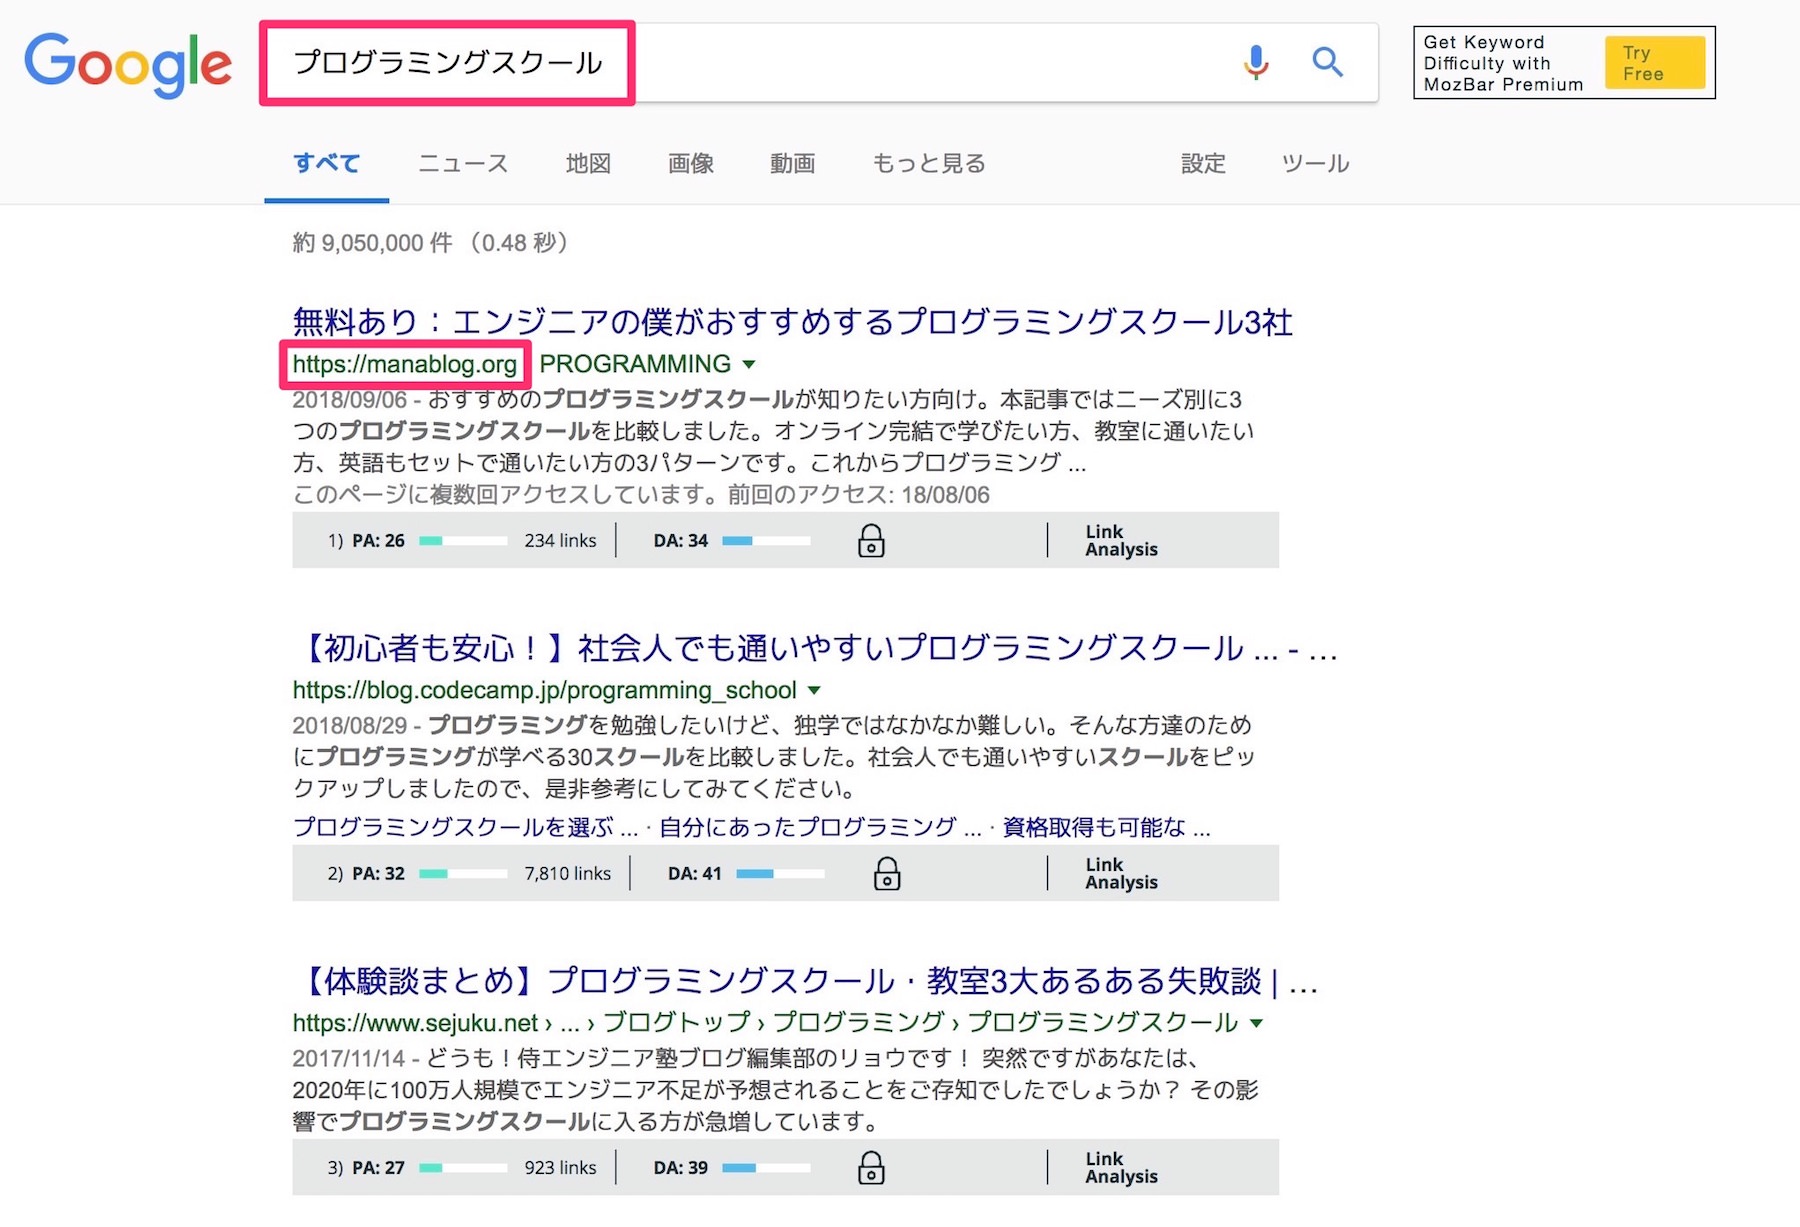 Google
プログラミングスクール
Get Keyword
Difficulty with
MozBar Premium
Try
Free
すべて ニュース 地図 画像 動画 もっと見る 設定 ツール
約 9,050,000 件 （0.48 秒）
無料あり：エンジニアの僕がおすすめするプログラミングスクール3社
https://manablog.org PROGRAMMING
2018/09/06 - おすすめのプログラミングスクールが知りたい方向け。本記事ではニーズ別に3
つのプログラミングスクールを比較しました。オンライン完結で学びたい方、教室に通いたい
方、英語もセットで通いたい方の3パターンです。これからプログラミング ...
このページに複数回アクセスしています。前回のアクセス: 18/08/06
1) PA: 26 234 links DA: 34 Link
Analysis
【初心者も安心！】社会人でも通いやすいプログラミングスクール ... - ...
https://blog.codecamp.jp/programming_school
2018/08/29 - プログラミングを勉強したいけど、独学ではなかなか難しい。そんな方達のため
にプログラミングが学べる30スクールを比較しました。社会人でも通いやすいスクールをピッ
クアップしましたので、是非参考にしてみてください。
プログラミングスクールを選ぶ ... · 自分にあったプログラミング ... · 資格取得も可能な ...
2) PA: 32 7,810 links DA: 41 Link
Analysis
【体験談まとめ】プログラミングスクール・教室3大あるある失敗談 | ...
https://www.sejuku.net › ... › ブログトップ › プログラミング › プログラミングスクール
2017/11/14 - どうも！侍エンジニア塾ブログ編集部のリョウです！ 突然ですがあなたは、
2020年に100万人規模でエンジニア不足が予想されることをご存知でしたでしょうか？ その影
響でプログラミングスクールに入る方が急増しています。
3) PA: 27 923 links DA: 39 Link
Analysis